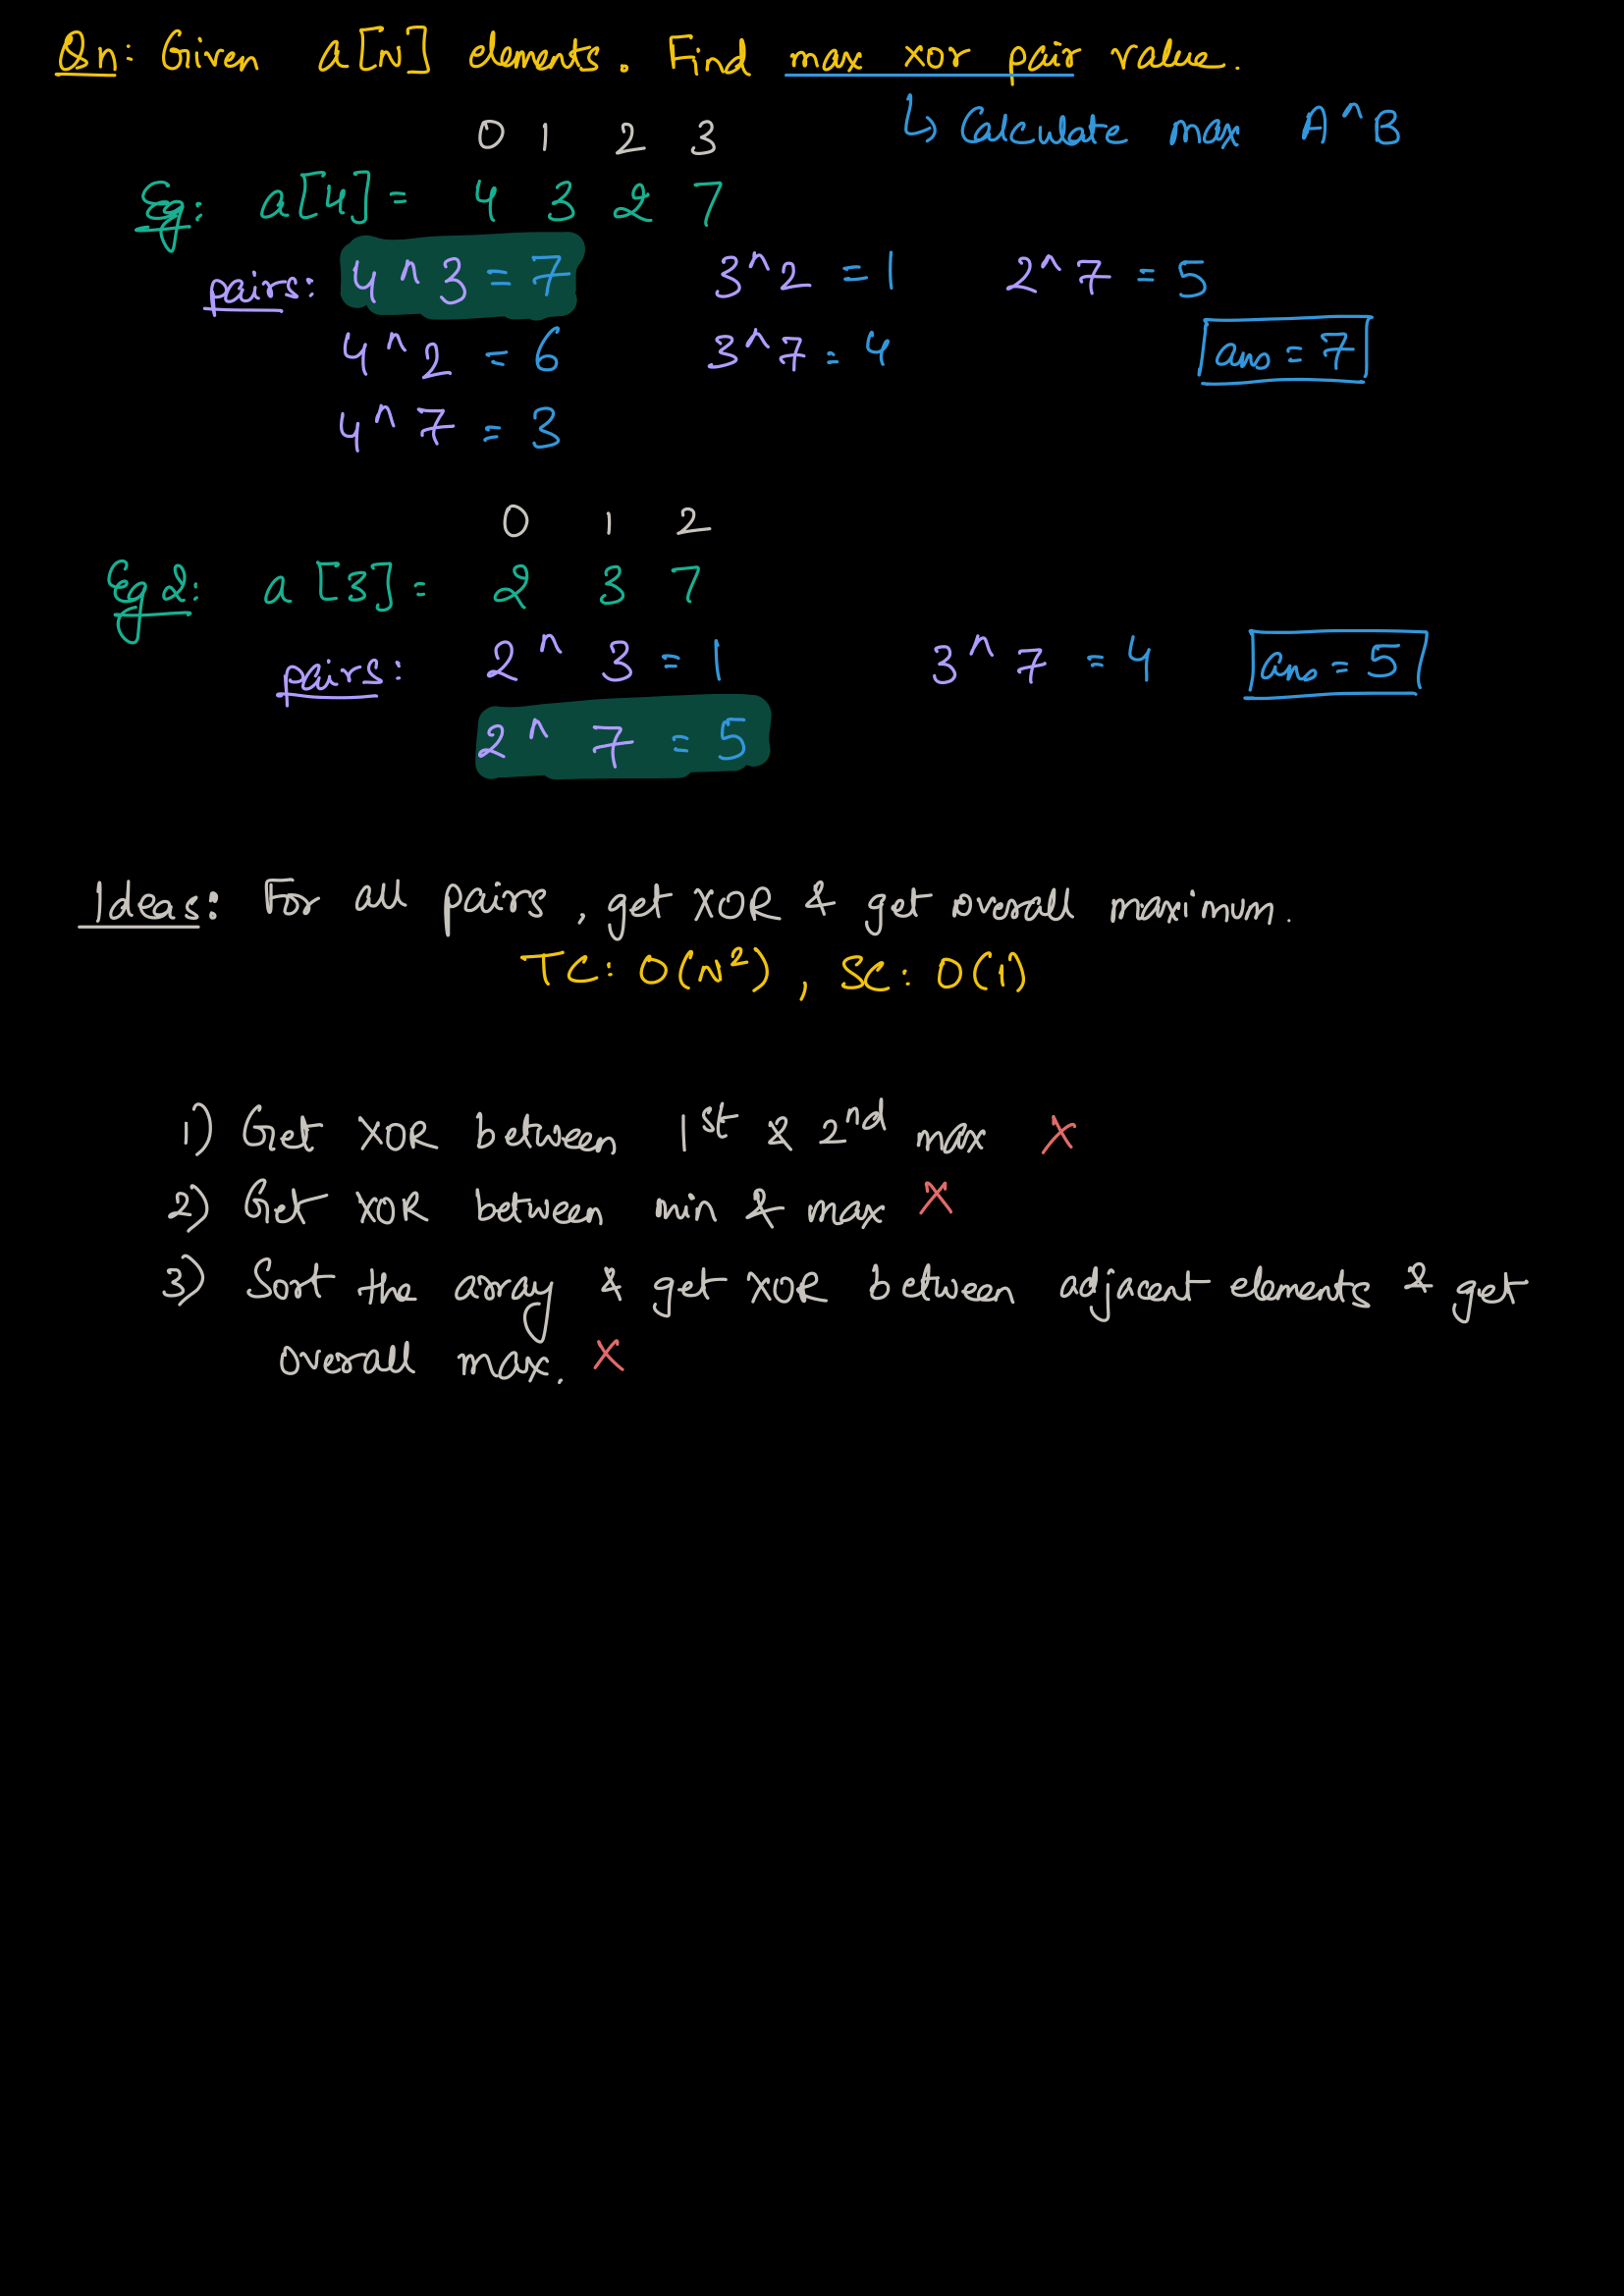 Qn: Given a[N] elements. Find max xor pair value.
↳ Calculate max A^B
0 1 2 3
Eg: a[4] = 4 3 2 7
pairs: 4 ^ 3 = 7 3^2 = 1 2^7 = 5
4 ^ 2 = 6 3^7 = 4 ans = 7
4 ^ 7 = 3
0 1 2
Eg 2: a [3] = 2 3 7
pairs: 2 ^ 3 = 1 3 ^ 7 = 4 ans = 5
2 ^ 7 = 5
Ideas: For all pairs, get XOR & get overall maximum.
TC: O(N²), SC: O(1)
1) Get XOR between 1st & 2nd max X
2) Get XOR between min & max X
3) Sort the array & get XOR between adjacent elements & get
overall max. X